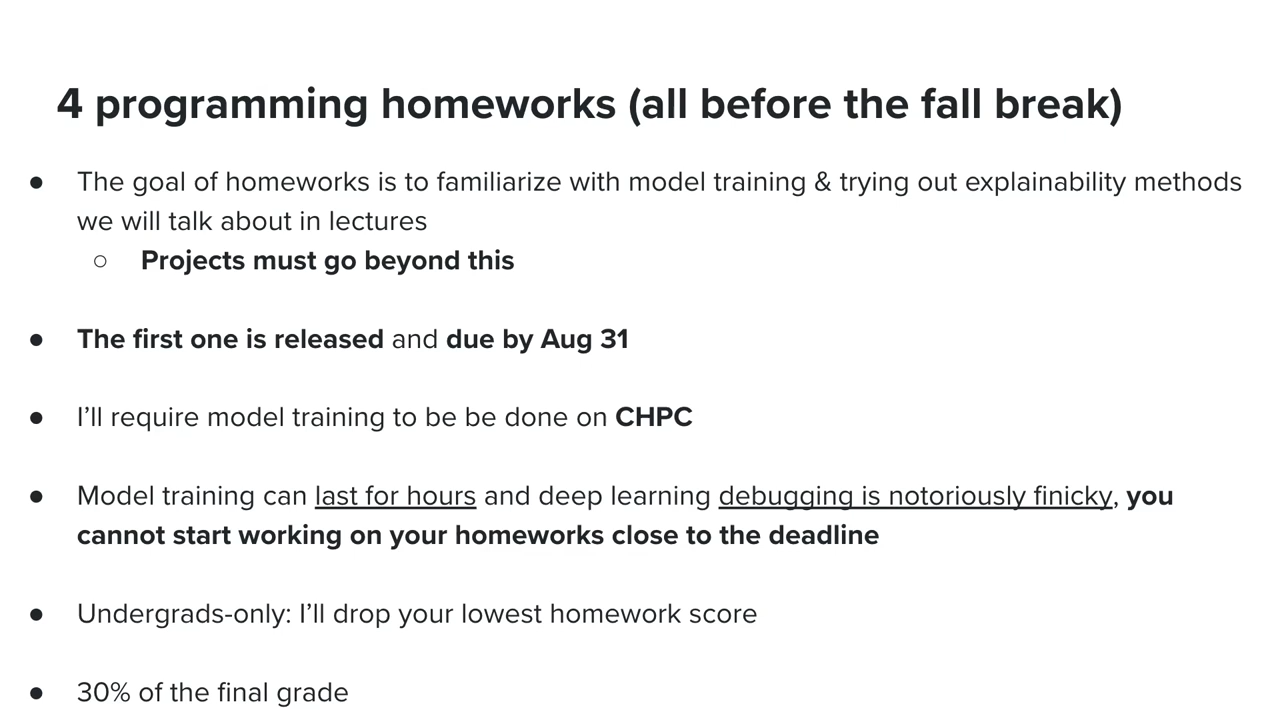 4 programming homeworks (all before the fall break)
● The goal of homeworks is to familiarize with model training & trying out explainability methods
we will talk about in lectures
○ Projects must go beyond this
● The first one is released and due by Aug 31
● I’ll require model training to be be done on CHPC
● Model training can last for hours and deep learning debugging is notoriously finicky, you
cannot start working on your homeworks close to the deadline
● Undergrads-only: I’ll drop your lowest homework score
● 30% of the final grade